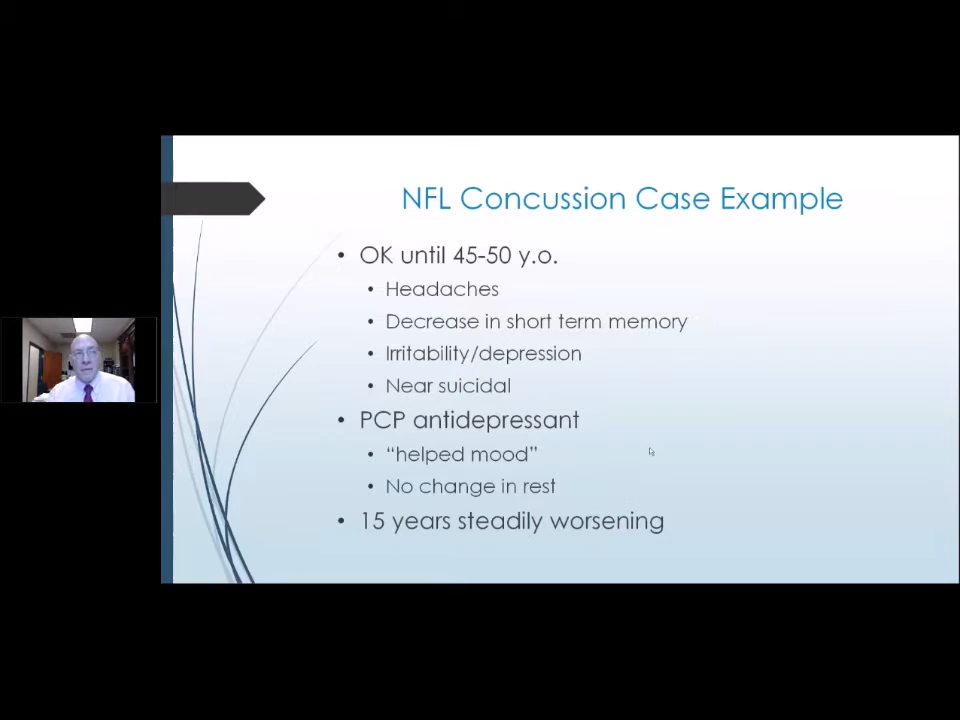 NFL Concussion Case Example
• OK until 45-50 y.o.
• Headaches
• Decrease in short term memory
• Irritability/depression
• Near suicidal
• PCP antidepressant
• “helped mood”
• No change in rest
• 15 years steadily worsening